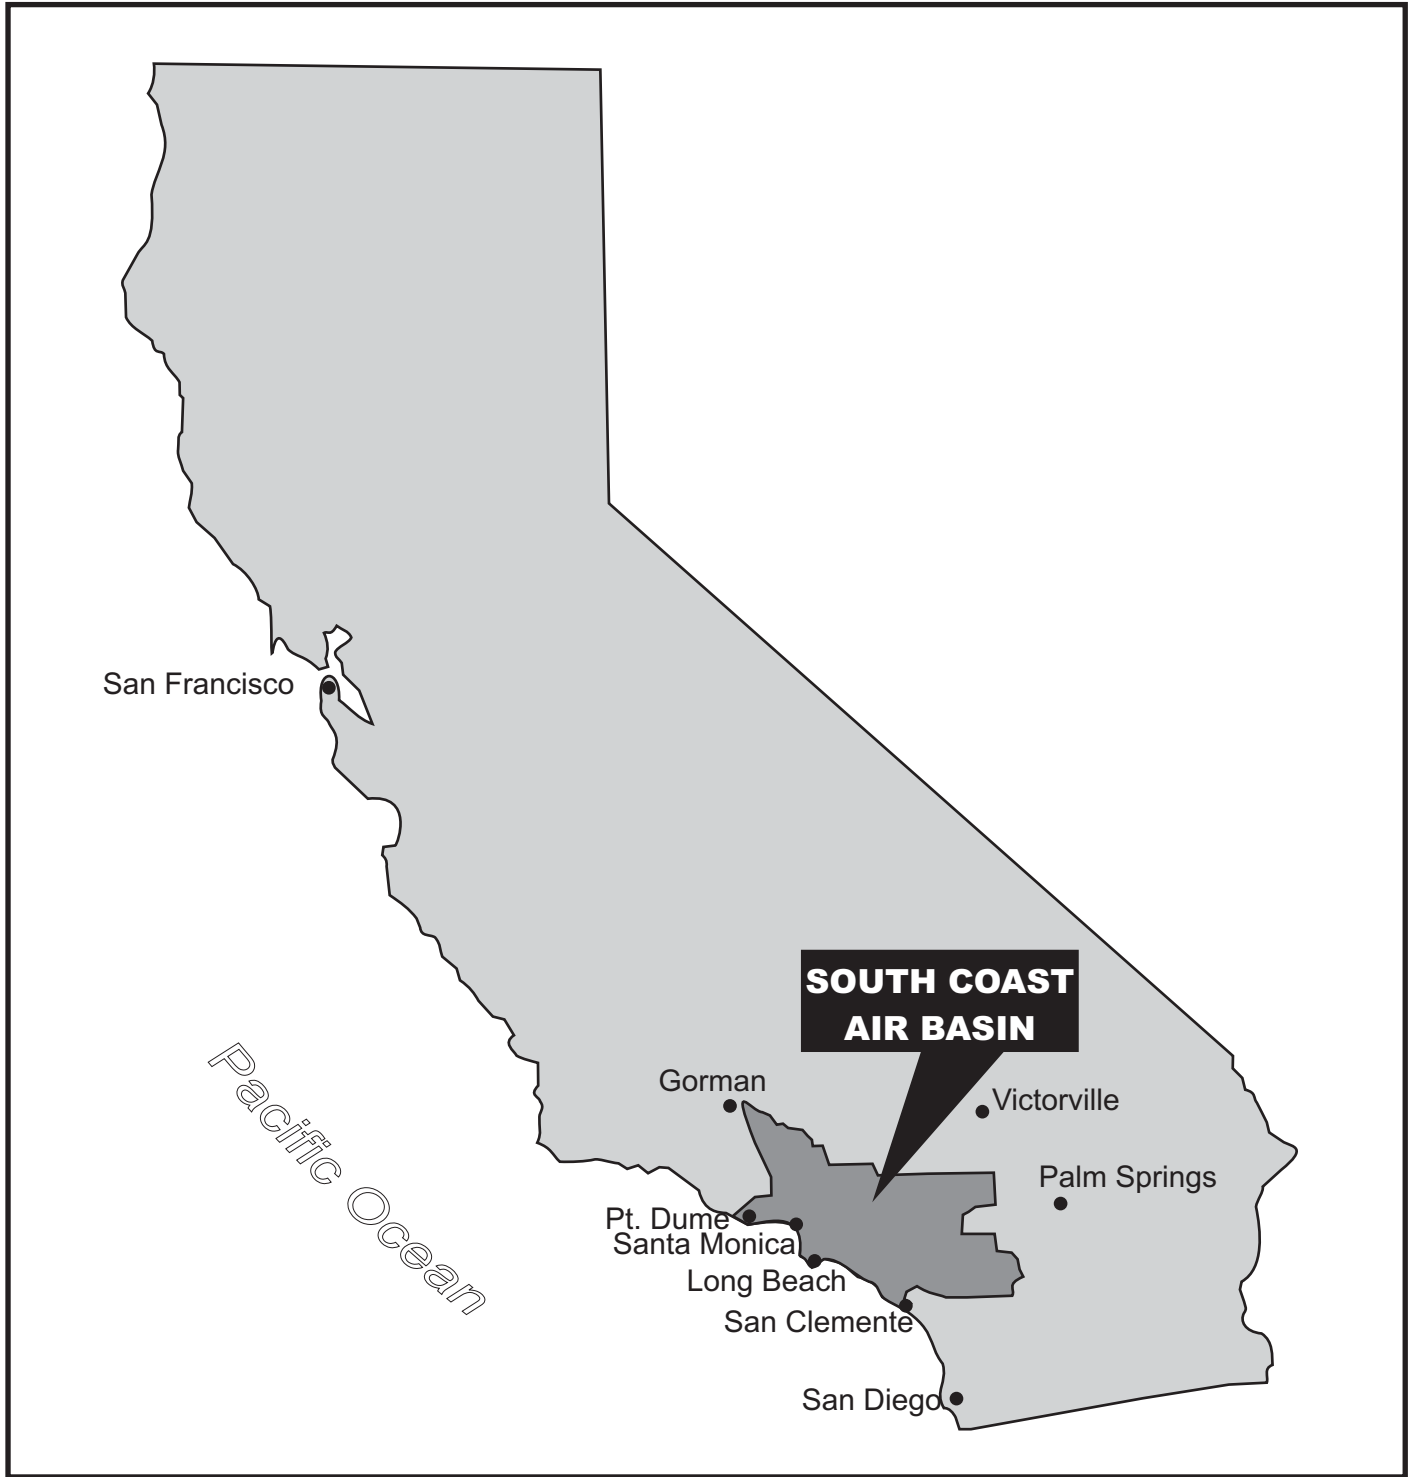 San Francisco
SOUTH COAST
AIR BASIN
Gorman
Victorville
Palm Springs
Pt. Dume
Santa Monica
Long Beach
San Clemente
San Diego
Pacific Ocean